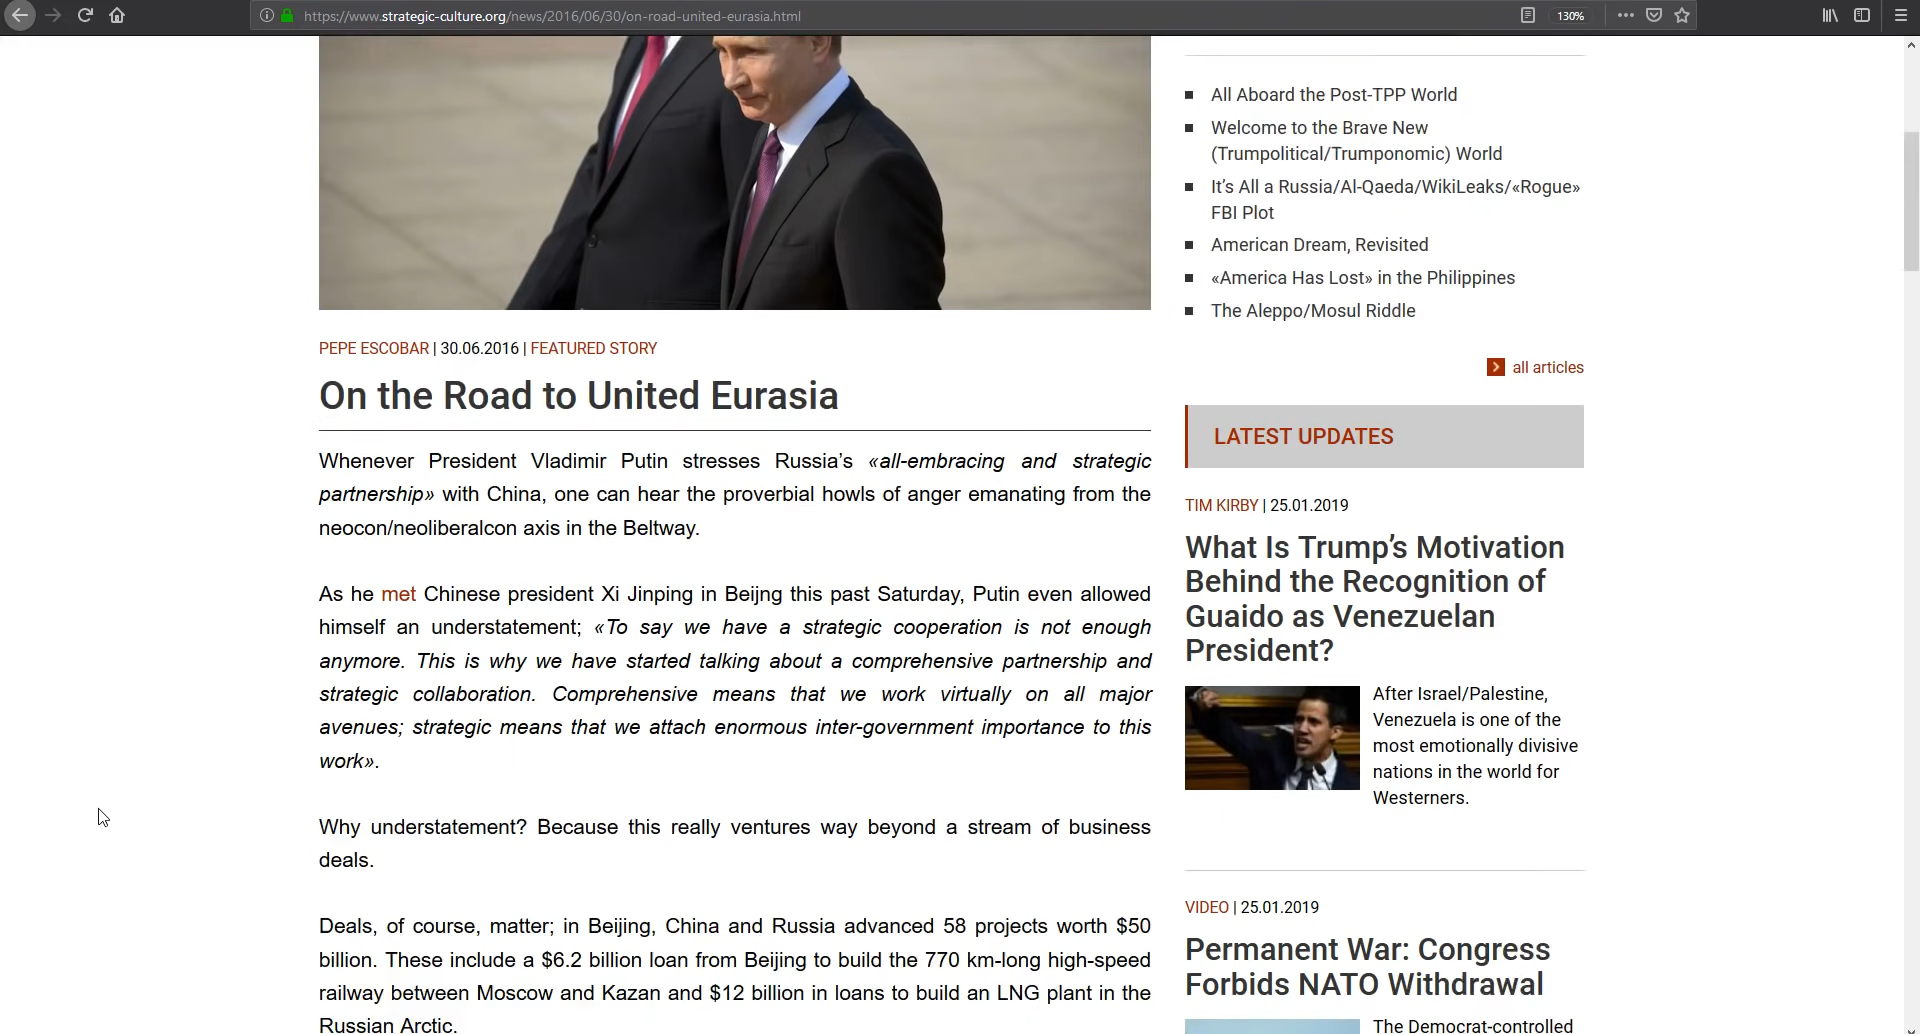 https://www.strategic-culture.org/news/2016/06/30/on-road-united-eurasia.html
130%
PEPE ESCOBAR | 30.06.2016 | FEATURED STORY
On the Road to United Eurasia
Whenever President Vladimir Putin stresses Russia’s «all-embracing and strategic
partnership» with China, one can hear the proverbial howls of anger emanating from the
neocon/neoliberalcon axis in the Beltway.
As he met Chinese president Xi Jinping in Beijng this past Saturday, Putin even allowed
himself an understatement; «To say we have a strategic cooperation is not enough
anymore. This is why we have started talking about a comprehensive partnership and
strategic collaboration. Comprehensive means that we work virtually on all major
avenues; strategic means that we attach enormous inter-government importance to this
work».
Why understatement? Because this really ventures way beyond a stream of business
deals.
Deals, of course, matter; in Beijing, China and Russia advanced 58 projects worth $50
billion. These include a $6.2 billion loan from Beijing to build the 770 km-long high-speed
railway between Moscow and Kazan and $12 billion in loans to build an LNG plant in the
Russian Arctic.
All Aboard the Post-TPP World
Welcome to the Brave New
(Trumpolitical/Trumponomic) World
It’s All a Russia/Al-Qaeda/WikiLeaks/«Rogue»
FBI Plot
American Dream, Revisited
«America Has Lost» in the Philippines
The Aleppo/Mosul Riddle
all articles
LATEST UPDATES
TIM KIRBY | 25.01.2019
What Is Trump’s Motivation
Behind the Recognition of
Guaido as Venezuelan
President?
After Israel/Palestine,
Venezuela is one of the
most emotionally divisive
nations in the world for
Westerners.
VIDEO | 25.01.2019
Permanent War: Congress
Forbids NATO Withdrawal
The Democrat-controlled